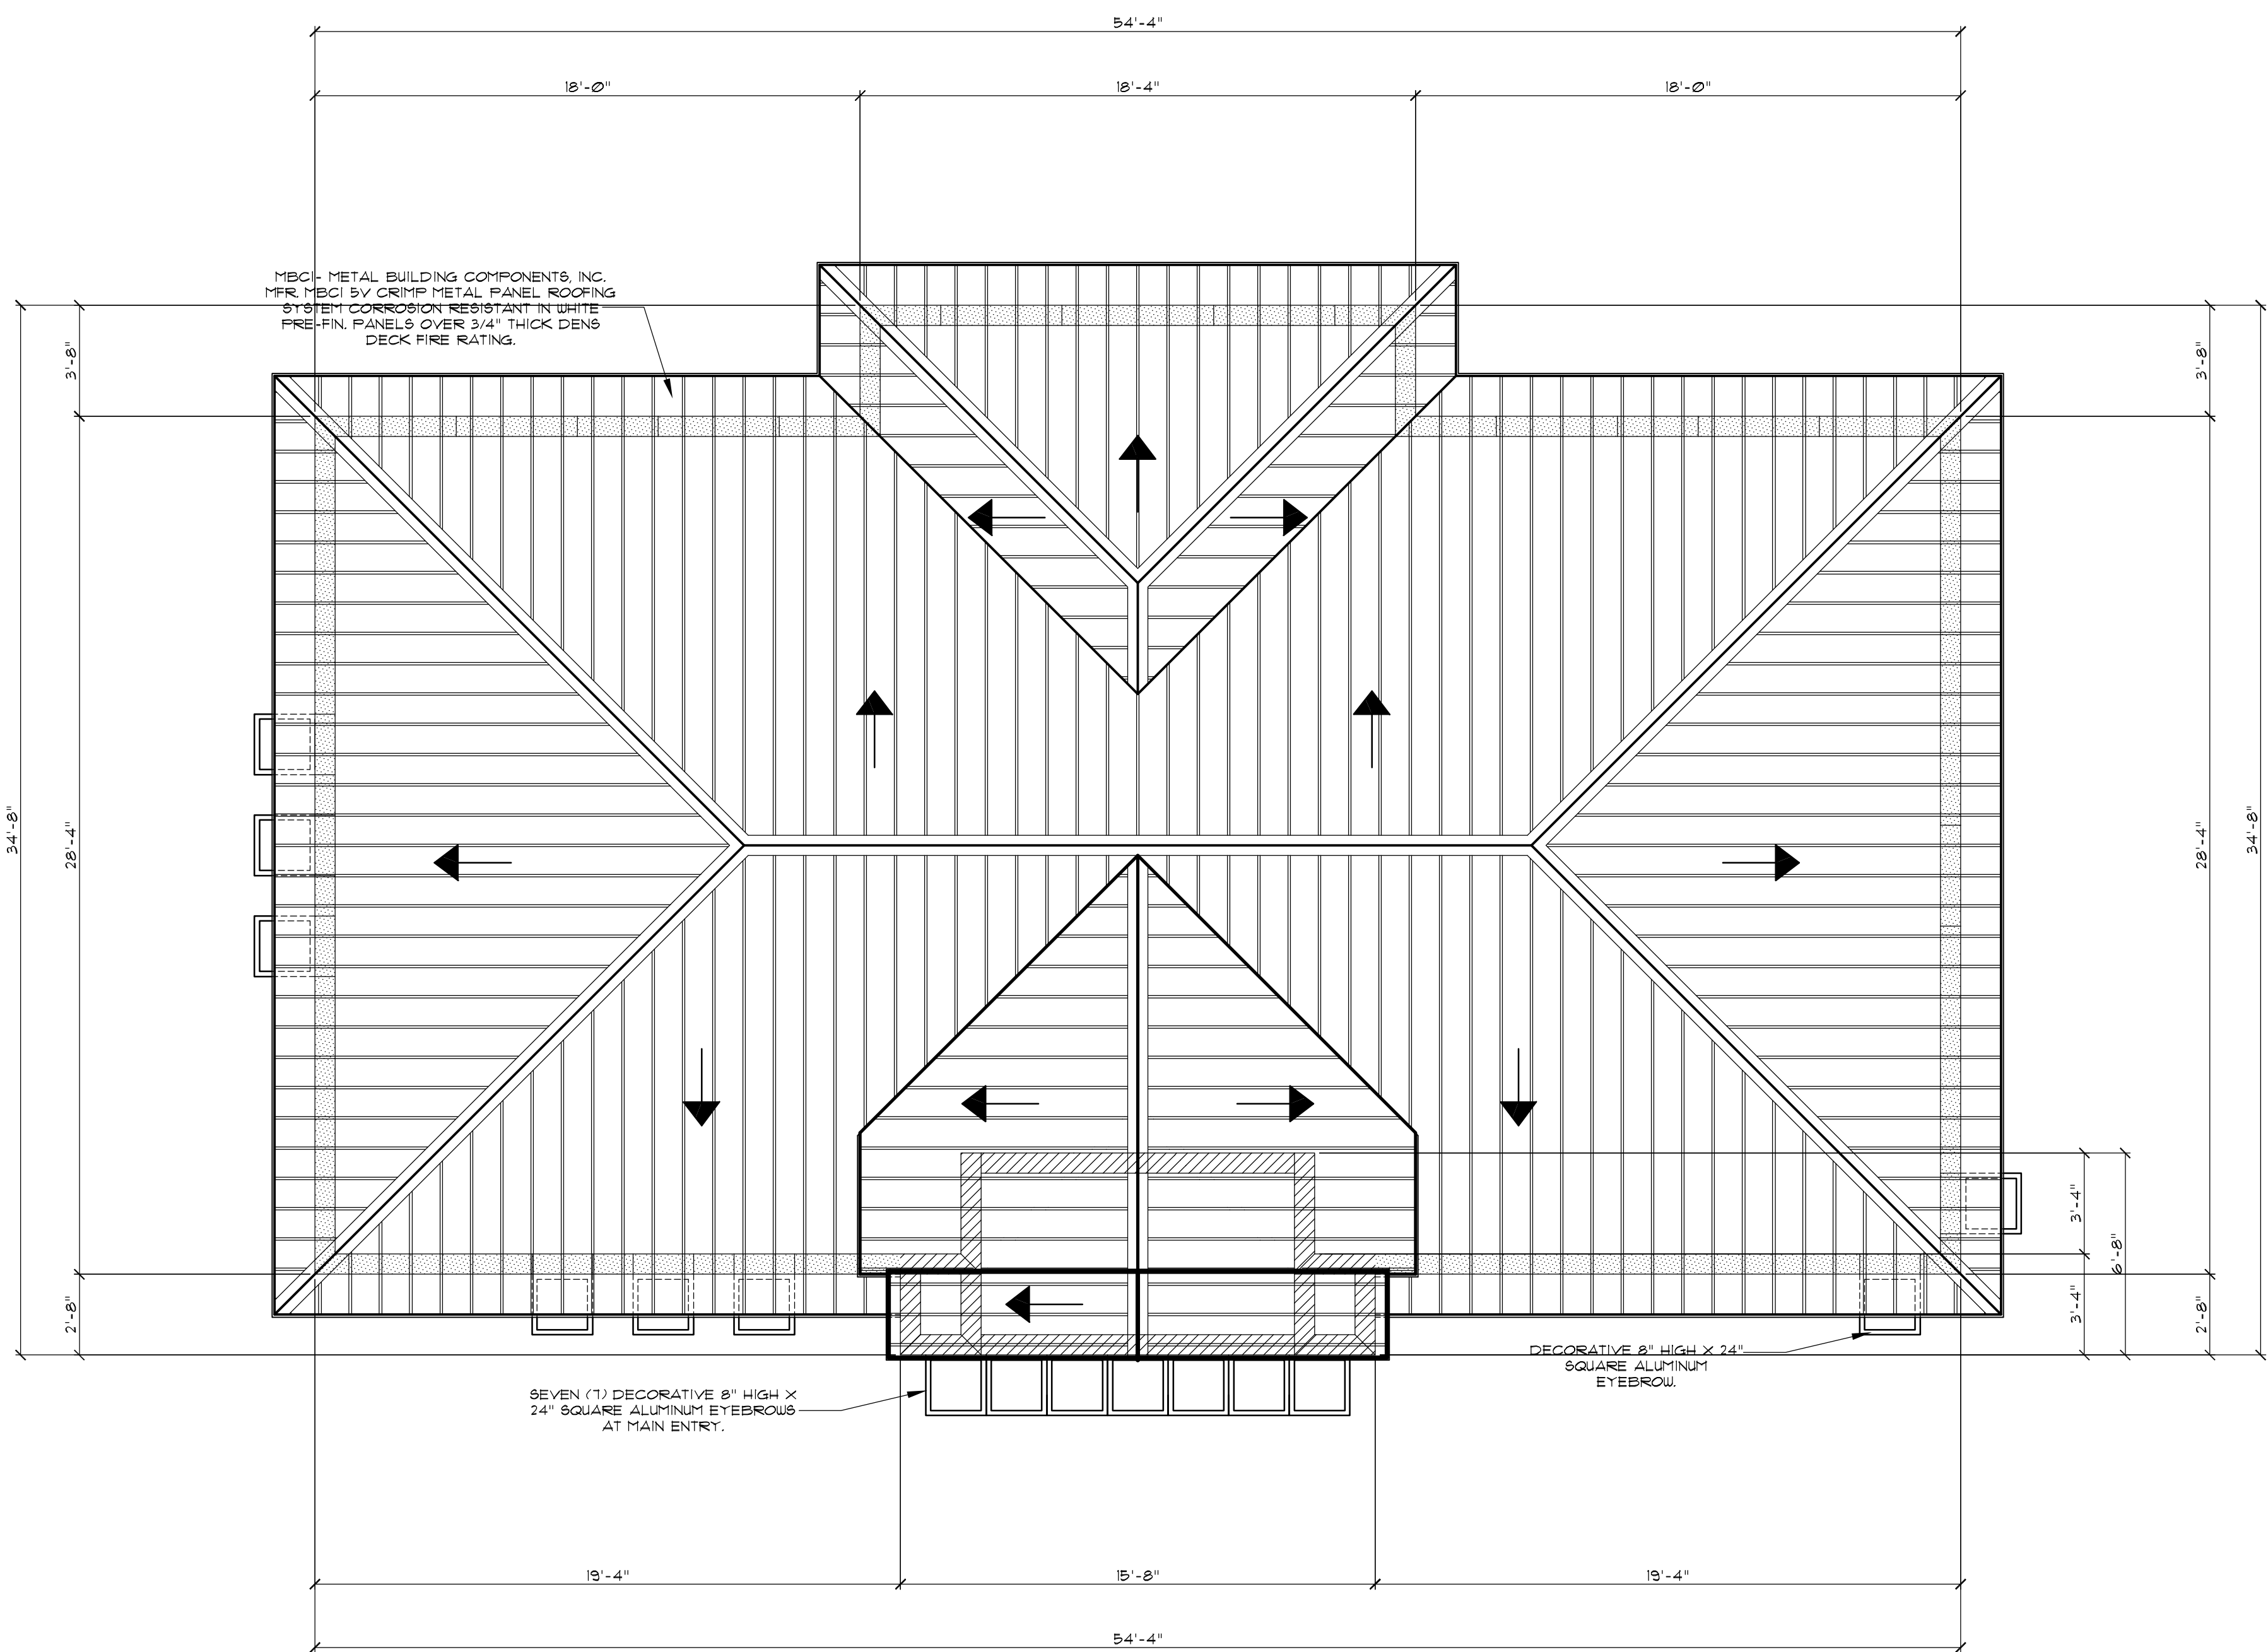 54'-4"
18'-0"
18'-4"
18'-0"
MBCI- METAL BUILDING COMPONENTS, INC.
MFR. MBCI 5V CRIMP METAL PANEL ROOFING
SYSTEM CORROSION RESISTANT IN WHITE
PRE-FIN. PANELS OVER 3/4" THICK DENS
DECK FIRE RATING.
3'-8"
3'-8"
34'-8"
28'-4"
28'-4"
34'-8"
3'-4"
6'-8"
2'-8"
3'-4"
2'-8"
DECORATIVE 8" HIGH X 24"
SQUARE ALUMINUM
EYEBROW.
SEVEN (7) DECORATIVE 8" HIGH X
24" SQUARE ALUMINUM EYEBROWS
AT MAIN ENTRY.
19'-4"
15'-8"
19'-4"
54'-4"